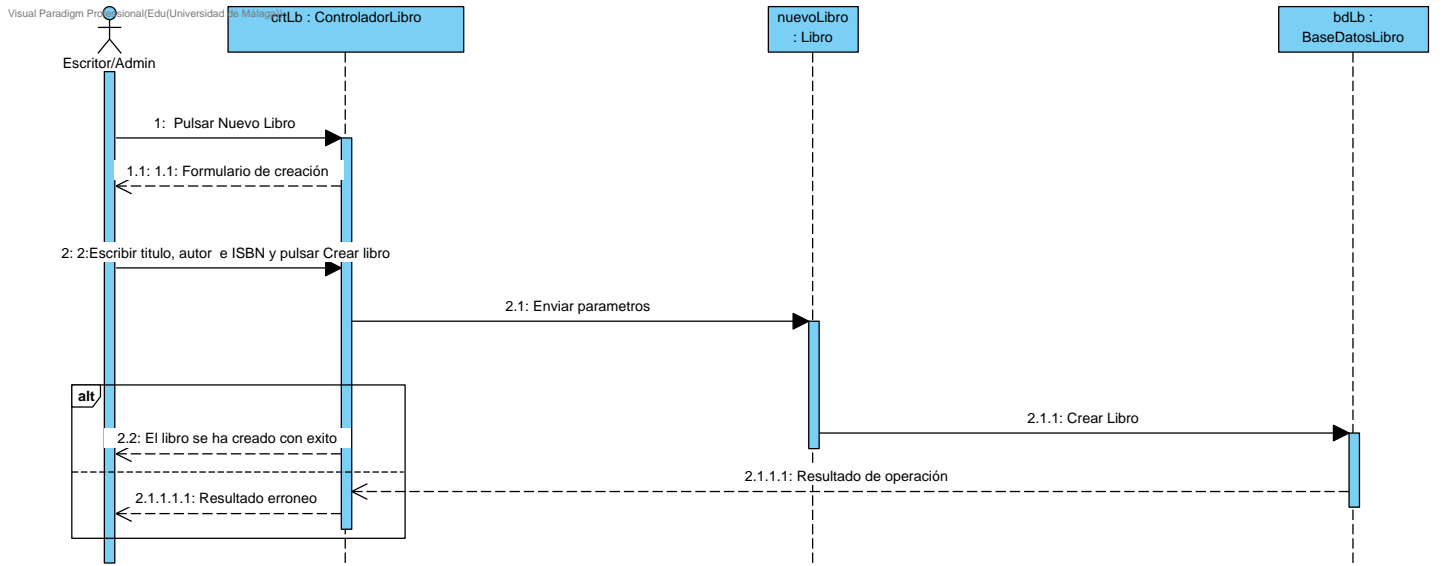 Visual Paradigm Professional(Edu(Universidad de Málaga))
crtLb : ControladorLibro
nuevoLibro
: Libro
bdLb :
BaseDatosLibro
Escritor/Admin
1:  Pulsar Nuevo Libro
1.1: 1.1: Formulario de creación
2: 2:Escribir titulo, autor  e ISBN y pulsar Crear libro
2.1: Enviar parametros
alt
2.1.1: Crear Libro
2.2: El libro se ha creado con exito
2.1.1.1: Resultado de operación
2.1.1.1.1: Resultado erroneo